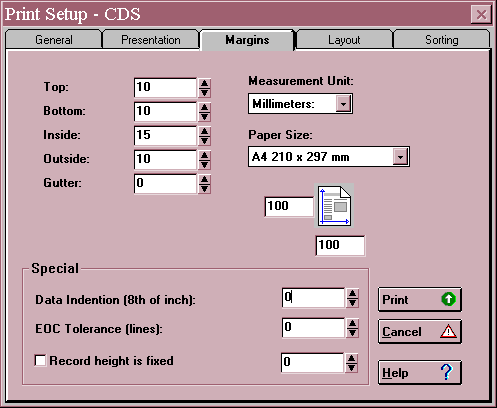 Print Setup - CDS
General Presentation Margins Layout Sorting
Top: 10
Bottom: 10
Inside: 15
Outside: 10
Gutter: 0
Measurement Unit:
Millimeters:
Paper Size:
A4 210 x 297 mm
100
100
Special
Data Indention (8th of inch): 0
EOC Tolerance (lines): 0
Record height is fixed 0
Print
Cancel
Help ?